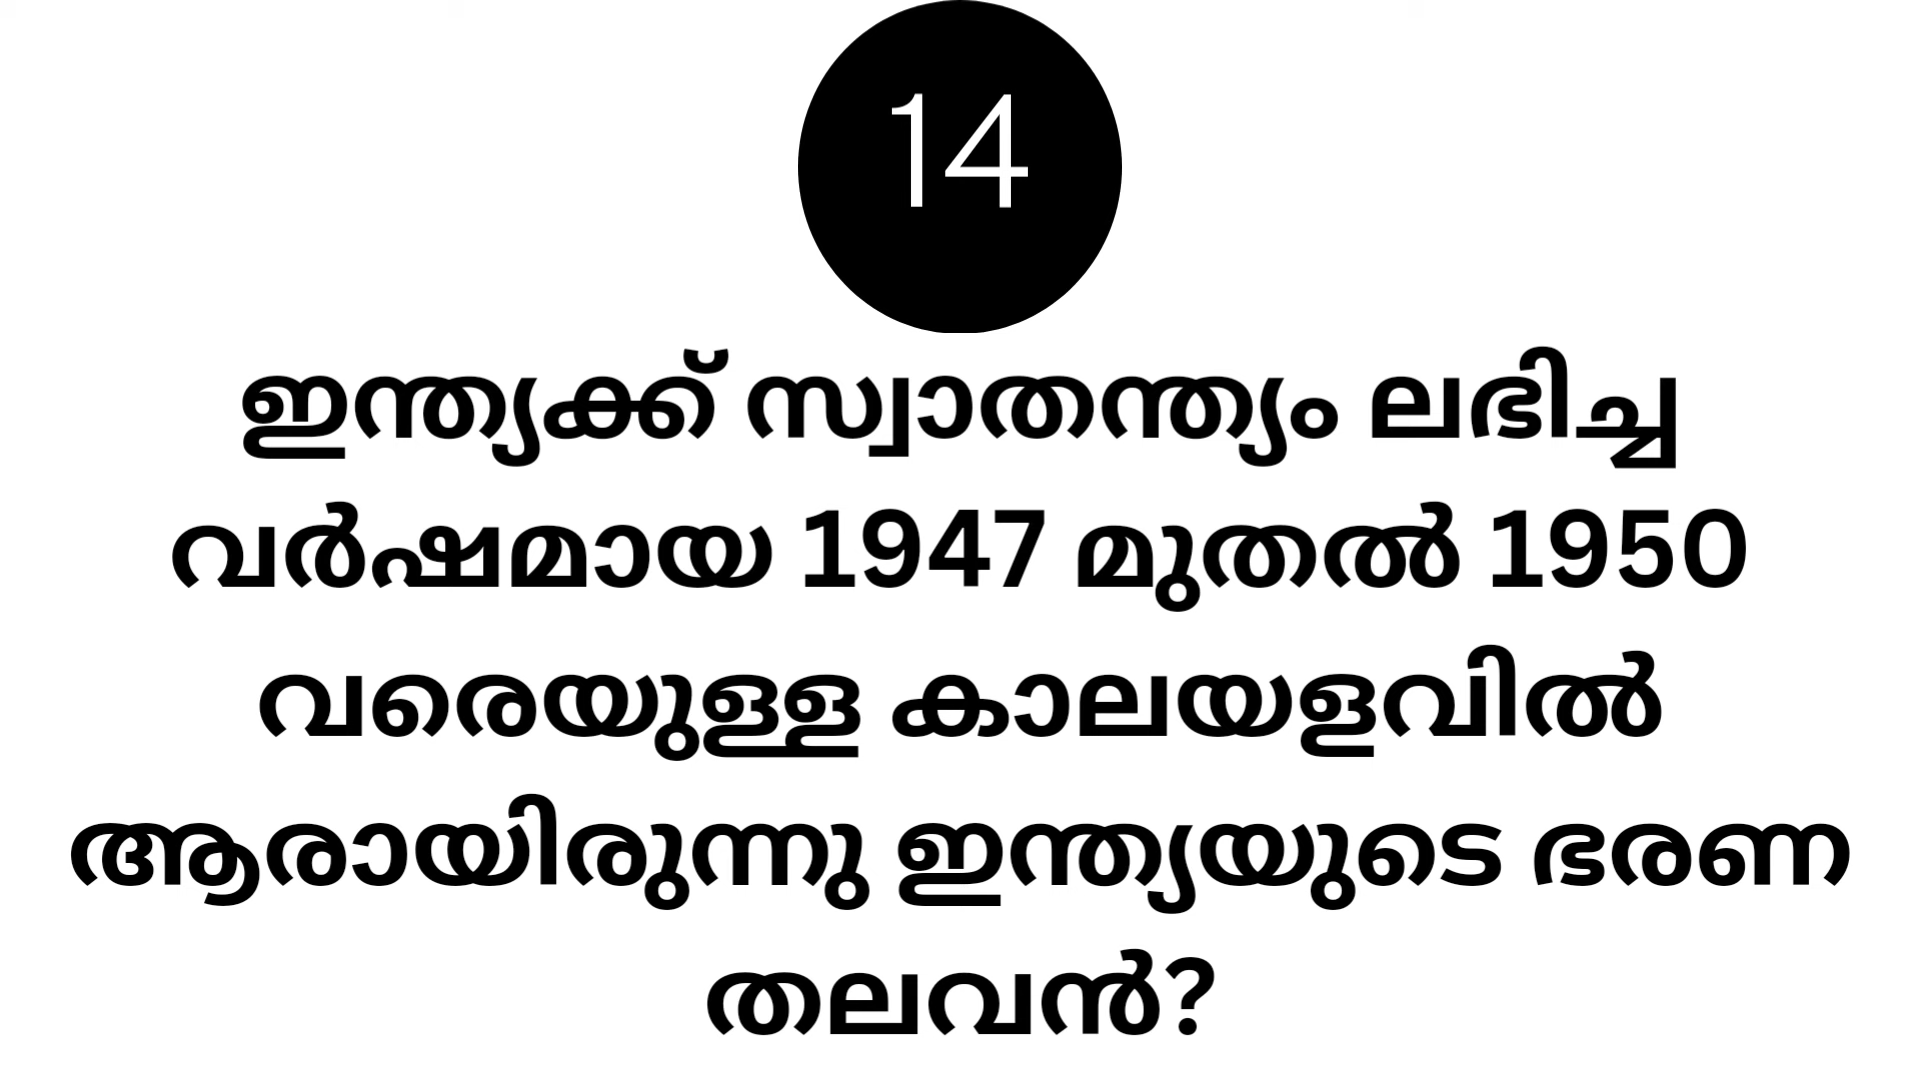 14
ഇന്ത്യക്ക് സ്വാതന്ത്യം ലഭിച്ച
വർഷമായ 1947 മുതൽ 1950
വരെയുള്ള കാലയളവിൽ
ആരായിരുന്നു ഇന്ത്യയുടെ ഭരണ
തലവൻ?